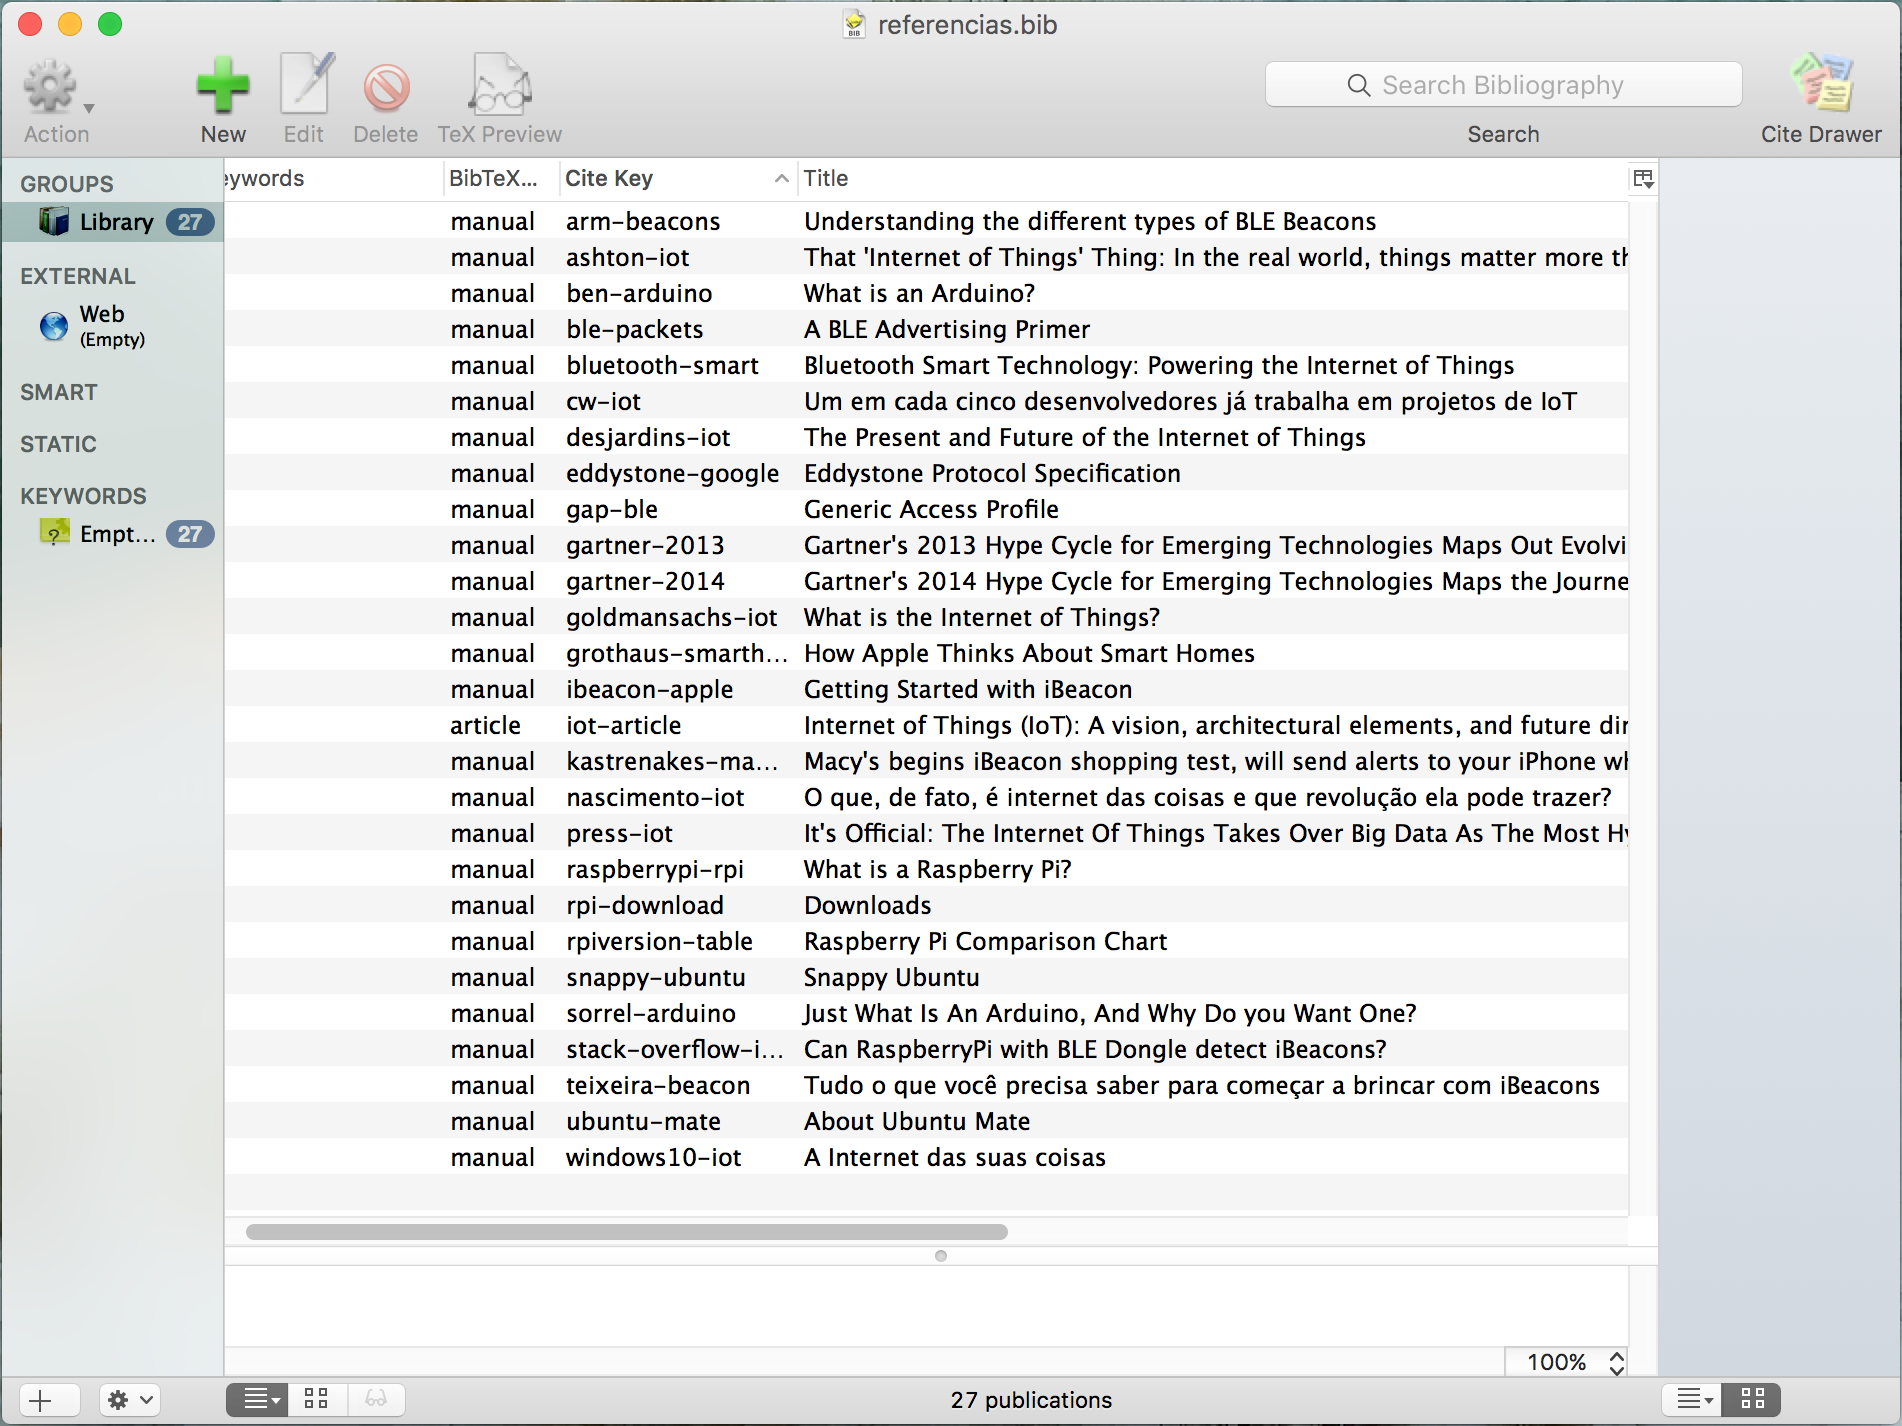 referencias.bib
Action New Edit Delete TeX Preview Search Bibliography Search Cite Drawer
GROUPS
Library 27
EXTERNAL
Web
(Empty)
SMART
STATIC
KEYWORDS
Empt... 27
eywords BibTeX... Cite Key Title
manual arm-beacons Understanding the different types of BLE Beacons
manual ashton-iot That 'Internet of Things' Thing: In the real world, things matter more th
manual ben-arduino What is an Arduino?
manual ble-packets A BLE Advertising Primer
manual bluetooth-smart Bluetooth Smart Technology: Powering the Internet of Things
manual cw-iot Um em cada cinco desenvolvedores já trabalha em projetos de IoT
manual desjardins-iot The Present and Future of the Internet of Things
manual eddystone-google Eddystone Protocol Specification
manual gap-ble Generic Access Profile
manual gartner-2013 Gartner's 2013 Hype Cycle for Emerging Technologies Maps Out Evolvi
manual gartner-2014 Gartner's 2014 Hype Cycle for Emerging Technologies Maps the Journe
manual goldmansachs-iot What is the Internet of Things?
manual grothaus-smarth... How Apple Thinks About Smart Homes
manual ibeacon-apple Getting Started with iBeacon
article iot-article Internet of Things (IoT): A vision, architectural elements, and future dir
manual kastrenakes-ma... Macy's begins iBeacon shopping test, will send alerts to your iPhone wh
manual nascimento-iot O que, de fato, é internet das coisas e que revolução ela pode trazer?
manual press-iot It's Official: The Internet Of Things Takes Over Big Data As The Most Hy
manual raspberrypi-rpi What is a Raspberry Pi?
manual rpi-download Downloads
manual rpiversion-table Raspberry Pi Comparison Chart
manual snappy-ubuntu Snappy Ubuntu
manual sorrel-arduino Just What Is An Arduino, And Why Do you Want One?
manual stack-overflow-i... Can RaspberryPi with BLE Dongle detect iBeacons?
manual teixeira-beacon Tudo o que você precisa saber para começar a brincar com iBeacons
manual ubuntu-mate About Ubuntu Mate
manual windows10-iot A Internet das suas coisas
100%
27 publications